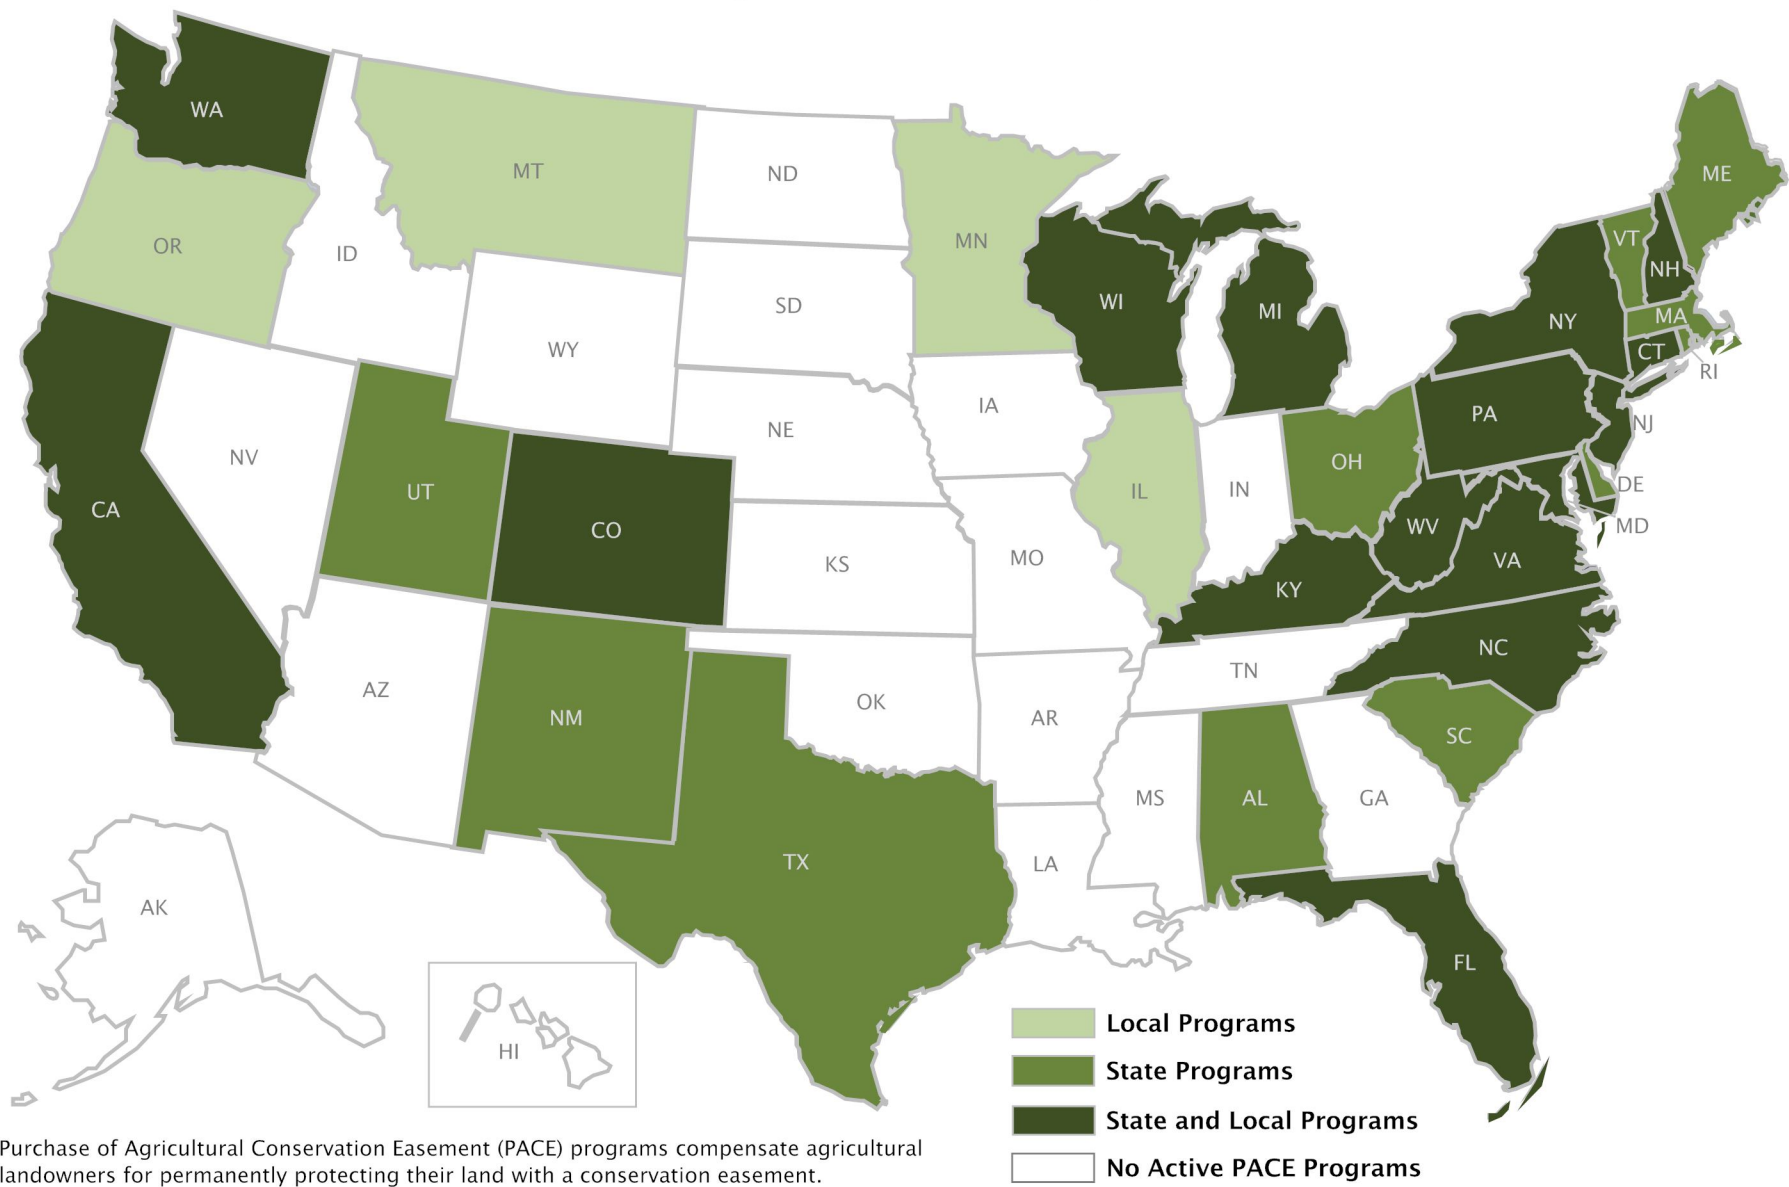 WA
MT
ND
ME
OR
ID
MN
VT
NH
SD
WI
MI
NY
MA
WY
CT
RI
IA
PA
NE
NJ
NV
OH
UT
IL
IN
DE
CA
CO
WV
MD
KS
MO
VA
KY
NC
TN
AZ
OK
NM
AR
SC
MS
AL
GA
TX
LA
AK
FL
HI
Local Programs
State Programs
State and Local Programs
No Active PACE Programs
Purchase of Agricultural Conservation Easement (PACE) programs compensate agricultural
landowners for permanently protecting their land with a conservation easement.